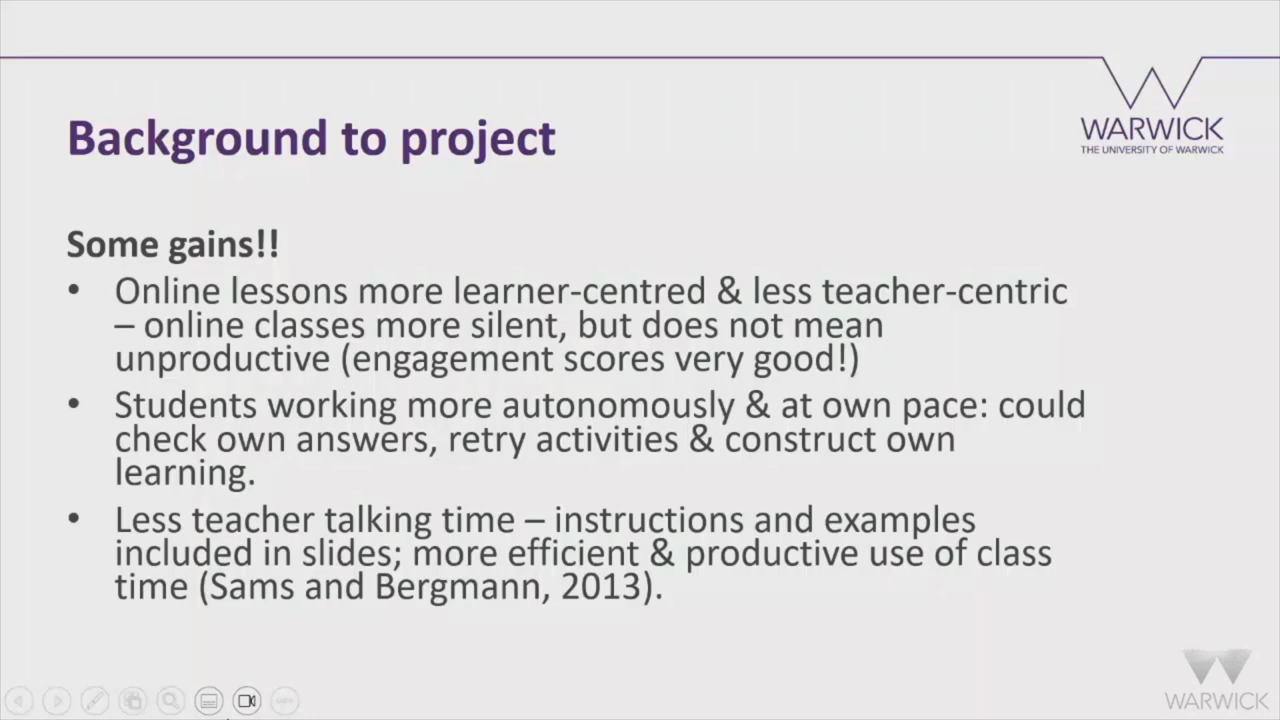 WARWICK
THE UNIVERSITY OF WARWICK
Background to project
Some gains!!
• Online lessons more learner-centred & less teacher-centric
– online classes more silent, but does not mean
unproductive (engagement scores very good!)
• Students working more autonomously & at own pace: could
check own answers, retry activities & construct own
learning.
• Less teacher talking time – instructions and examples
included in slides; more efficient & productive use of class
time (Sams and Bergmann, 2013).
WARWICK